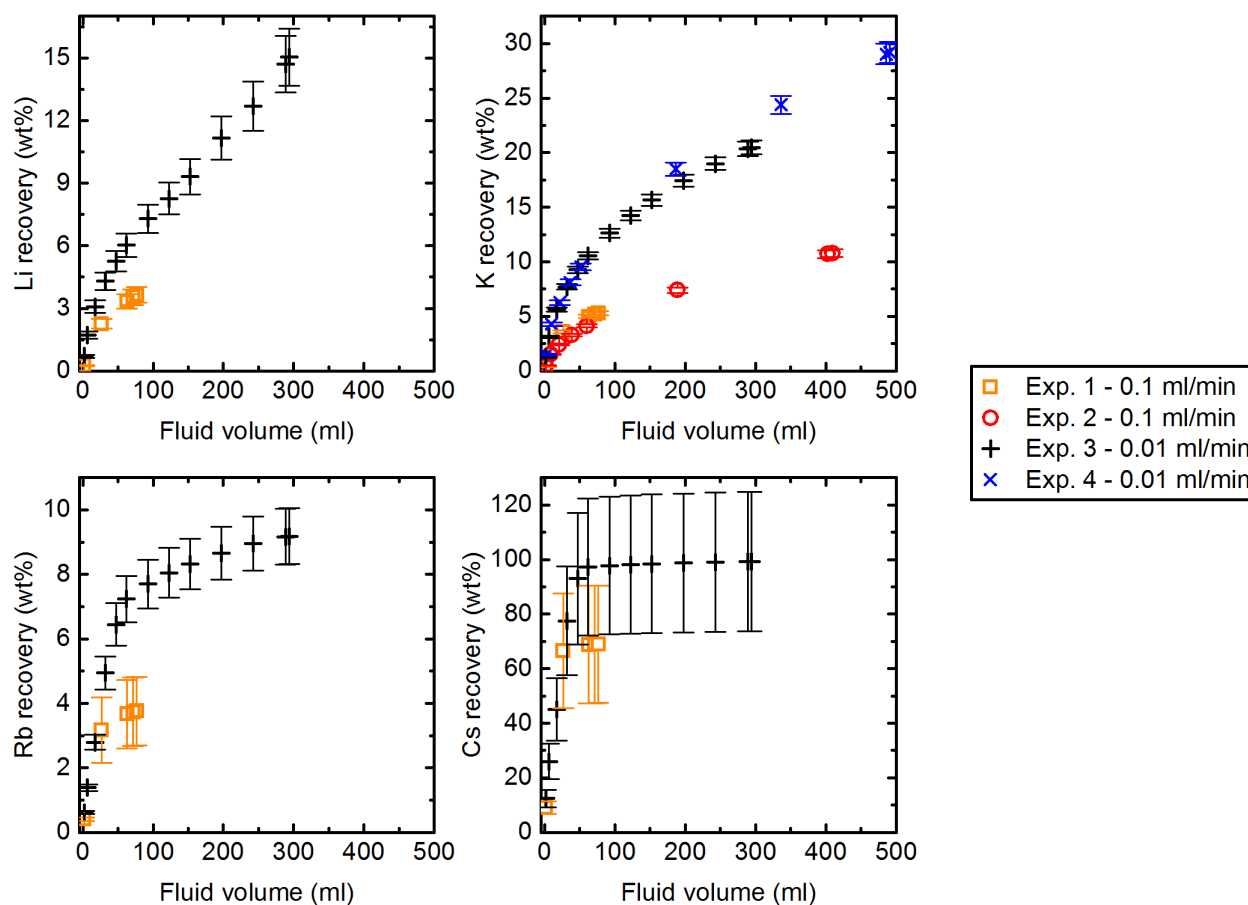 Li recovery (wt%)
15
12
9
6
3
0
0 100 200 300 400 500
Fluid volume (ml)
K recovery (wt%)
30
25
20
15
10
5
0
0 100 200 300 400 500
Fluid volume (ml)
Exp. 1 - 0.1 ml/min
Exp. 2 - 0.1 ml/min
Exp. 3 - 0.01 ml/min
Exp. 4 - 0.01 ml/min
Rb recovery (wt%)
10
8
6
4
2
0
0 100 200 300 400 500
Fluid volume (ml)
Cs recovery (wt%)
120
100
80
60
40
20
0
0 100 200 300 400 500
Fluid volume (ml)